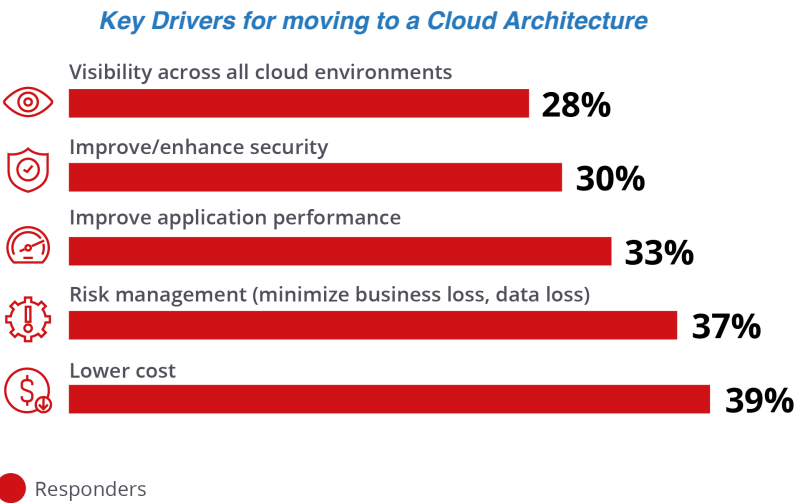 Key Drivers for moving to a Cloud Architecture
Visibility across all cloud environments
28%
Improve/enhance security
30%
Improve application performance
33%
Risk management (minimize business loss, data loss)
37%
Lower cost
39%
Responders